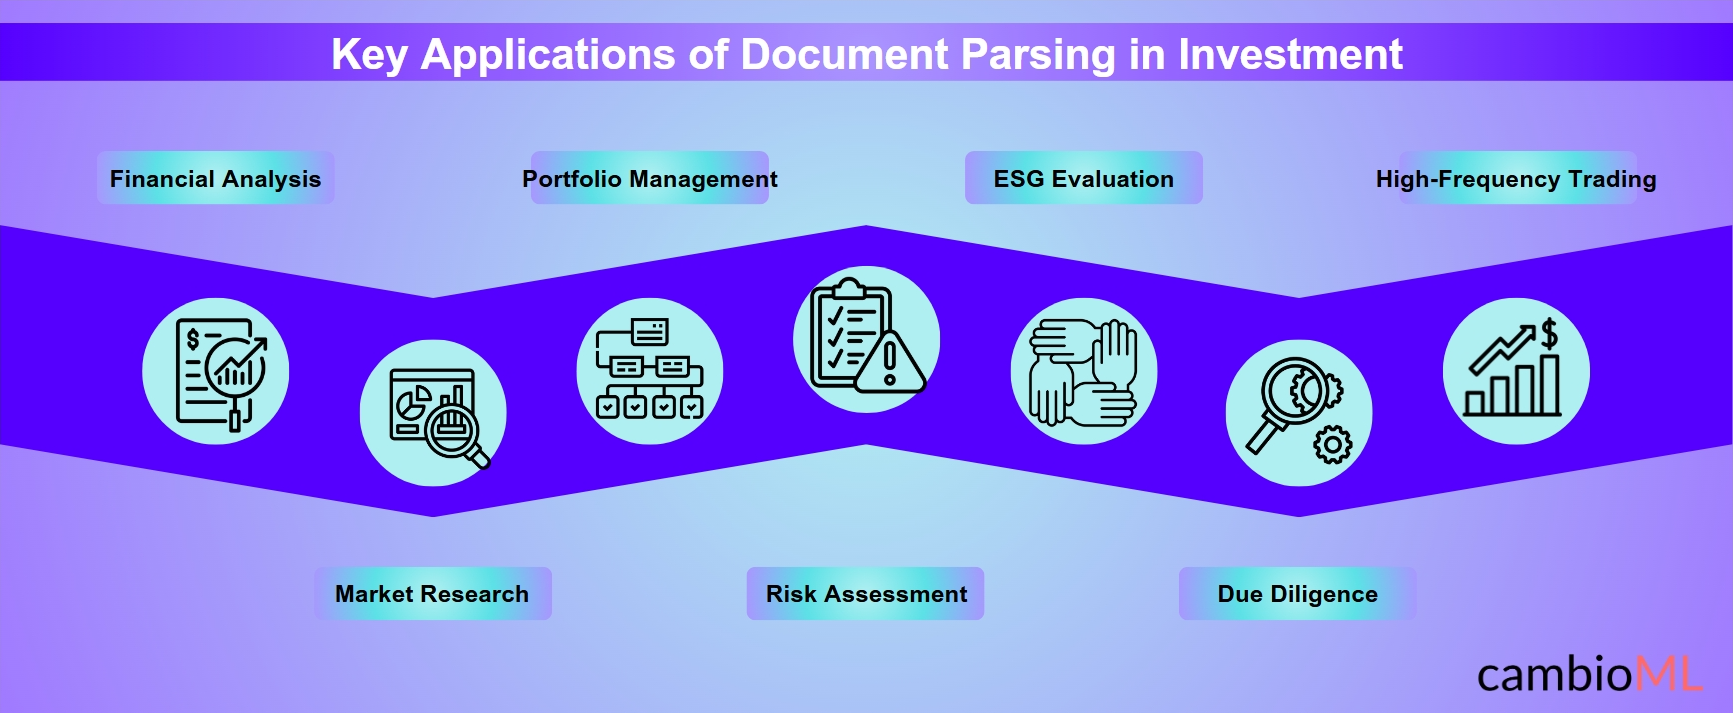 Key Applications of Document Parsing in Investment
Financial Analysis
Portfolio Management
ESG Evaluation
High-Frequency Trading
$
$
Market Research
Risk Assessment
Due Diligence
cambioML